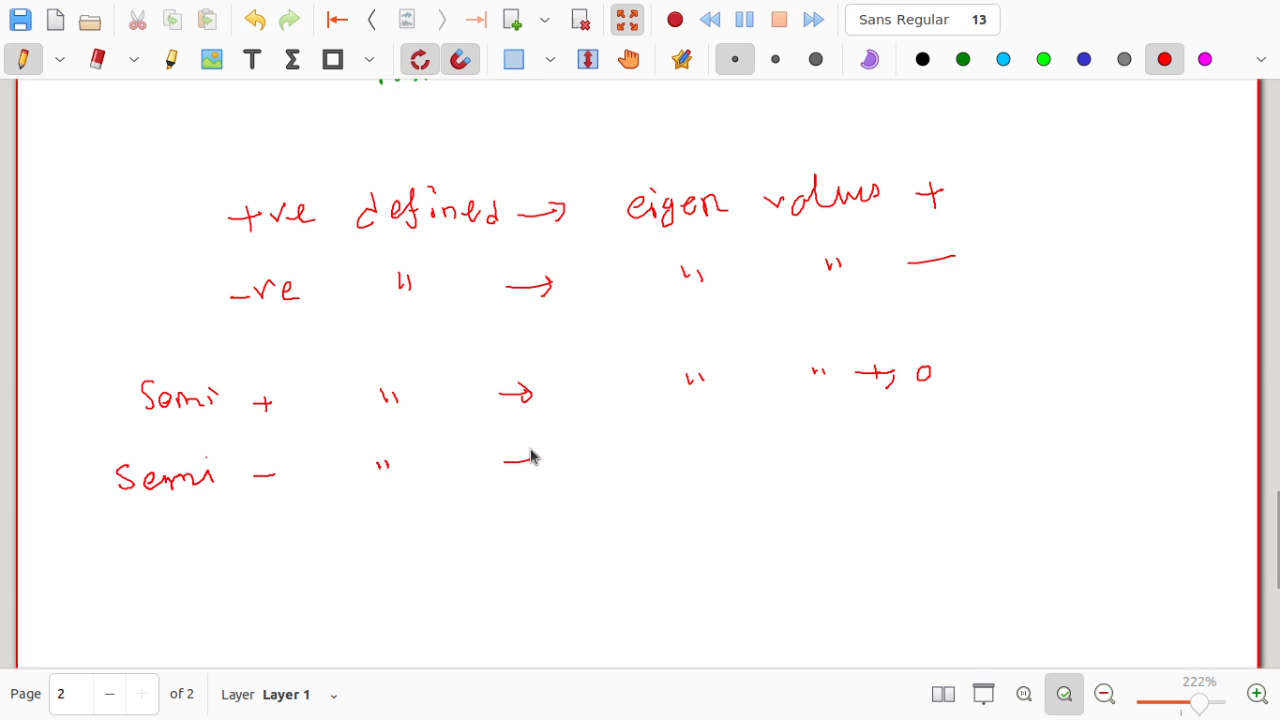 Sans Regular 13
+ve defined → eigen values +
-ve " → " " —
Semi + " → " " +, 0
Semi - " →
Page 2 of 2 Layer Layer 1 222%